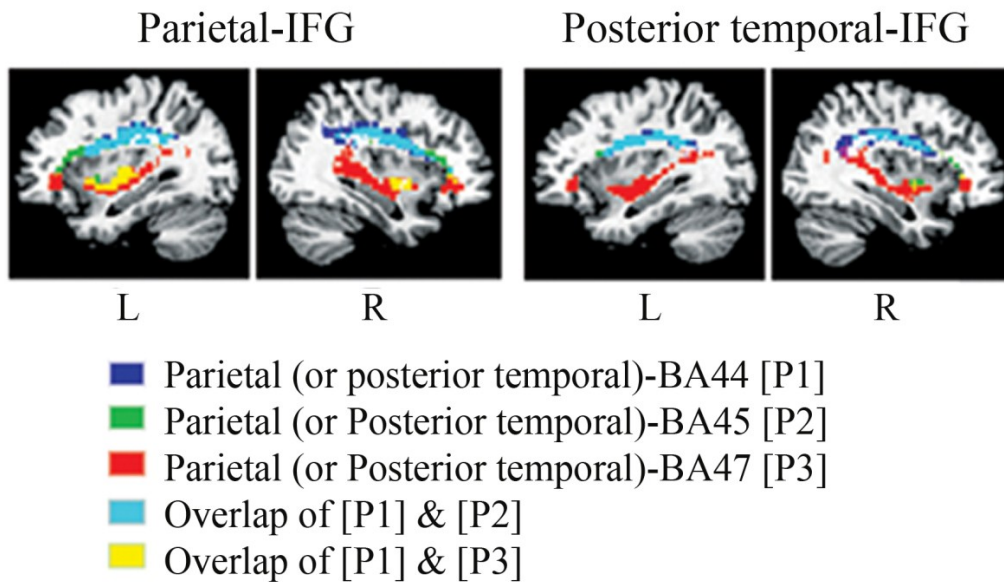 Parietal-IFG
Posterior temporal-IFG
L
R
L
R
Parietal (or posterior temporal)-BA44 [P1]
Parietal (or Posterior temporal)-BA45 [P2]
Parietal (or Posterior temporal)-BA47 [P3]
Overlap of [P1] & [P2]
Overlap of [P1] & [P3]